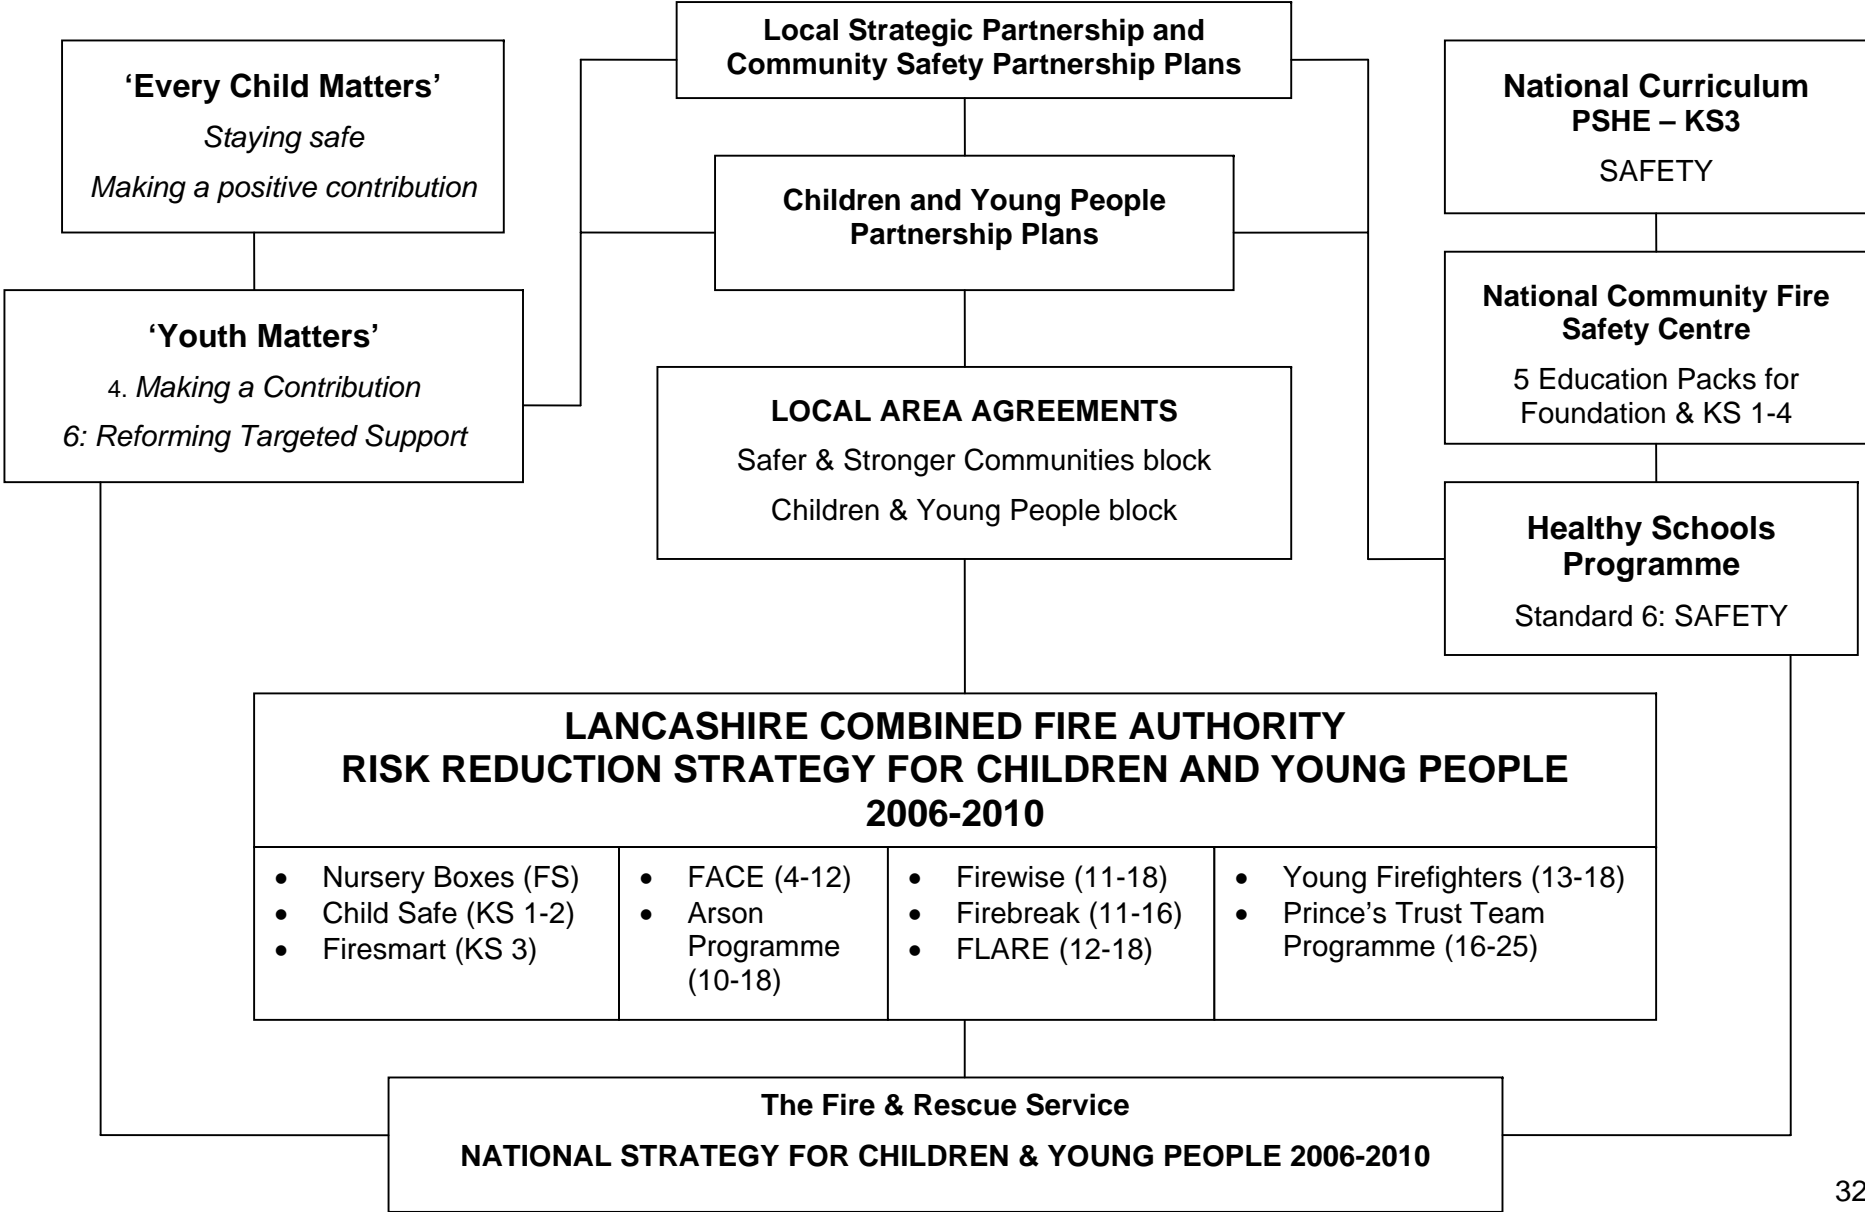 Local Strategic Partnership and
Community Safety Partnership Plans
‘Every Child Matters’
Staying safe
Making a positive contribution
National Curriculum
PSHE – KS3
SAFETY
Children and Young People
Partnership Plans
‘Youth Matters’
4. Making a Contribution
6: Reforming Targeted Support
National Community Fire
Safety Centre
5 Education Packs for
Foundation & KS 1-4
LOCAL AREA AGREEMENTS
Safer & Stronger Communities block
Children & Young People block
Healthy Schools
Programme
Standard 6: SAFETY
LANCASHIRE COMBINED FIRE AUTHORITY
RISK REDUCTION STRATEGY FOR CHILDREN AND YOUNG PEOPLE
2006-2010
• Nursery Boxes (FS)
• Child Safe (KS 1-2)
• Firesmart (KS 3)
• FACE (4-12)
• Arson
Programme
(10-18)
• Firewise (11-18)
• Firebreak (11-16)
• FLARE (12-18)
• Young Firefighters (13-18)
• Prince’s Trust Team
Programme (16-25)
The Fire & Rescue Service
NATIONAL STRATEGY FOR CHILDREN & YOUNG PEOPLE 2006-2010
32